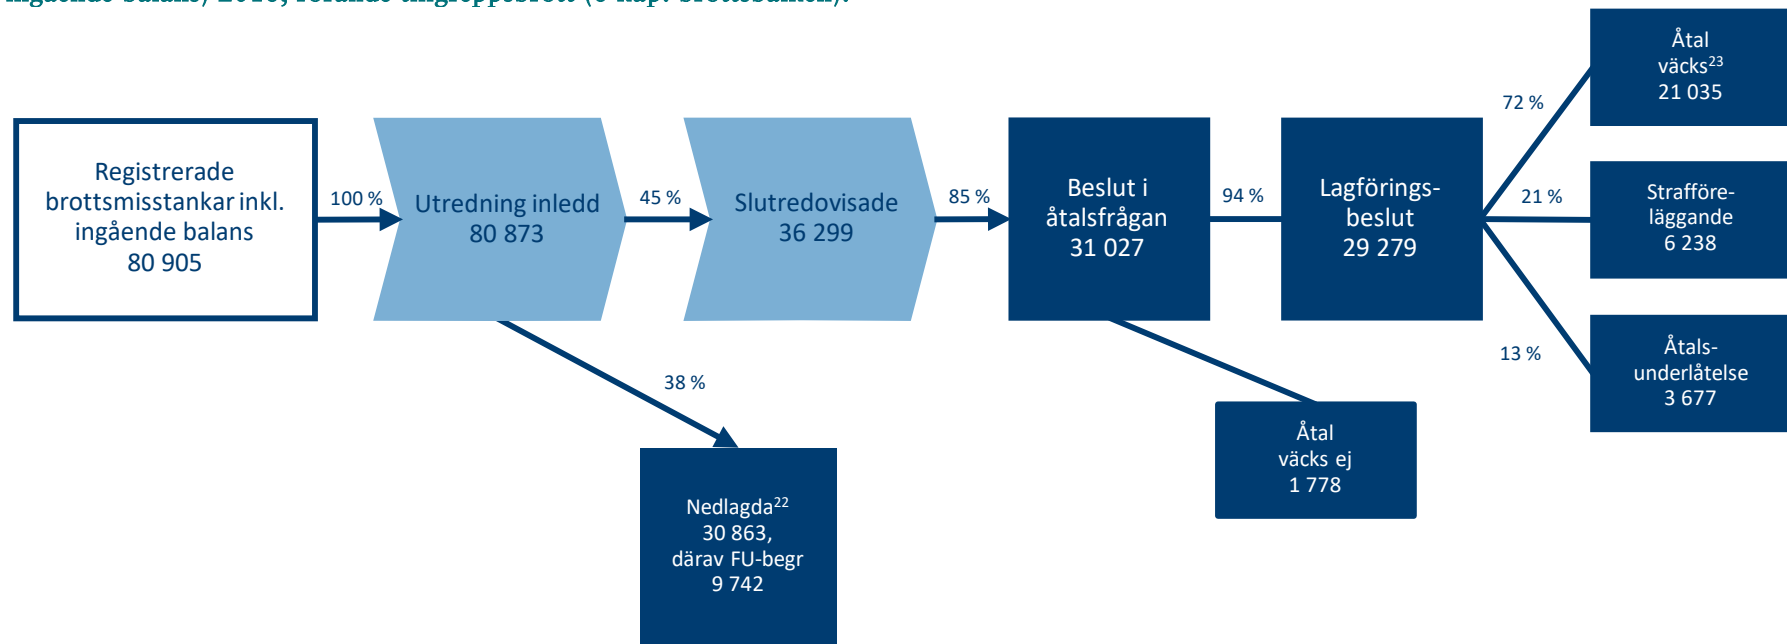 Registrerade
brottsmisstankar inkl.
ingående balans
80 905
100 %
Utredning inledd
80 873
45 %
Slutredovisade
36 299
85 %
Beslut i
åtalsfrågan
31 027
94 %
Lagförings-
beslut
29 279
72 %
Åtal
väcks23
21 035
21 %
Strafföre-
läggande
6 238
13 %
Åtals-
underlåtelse
3 677
38 %
Nedlagda22
30 863,
därav FU-begr
9 742
Åtal
väcks ej
1 778